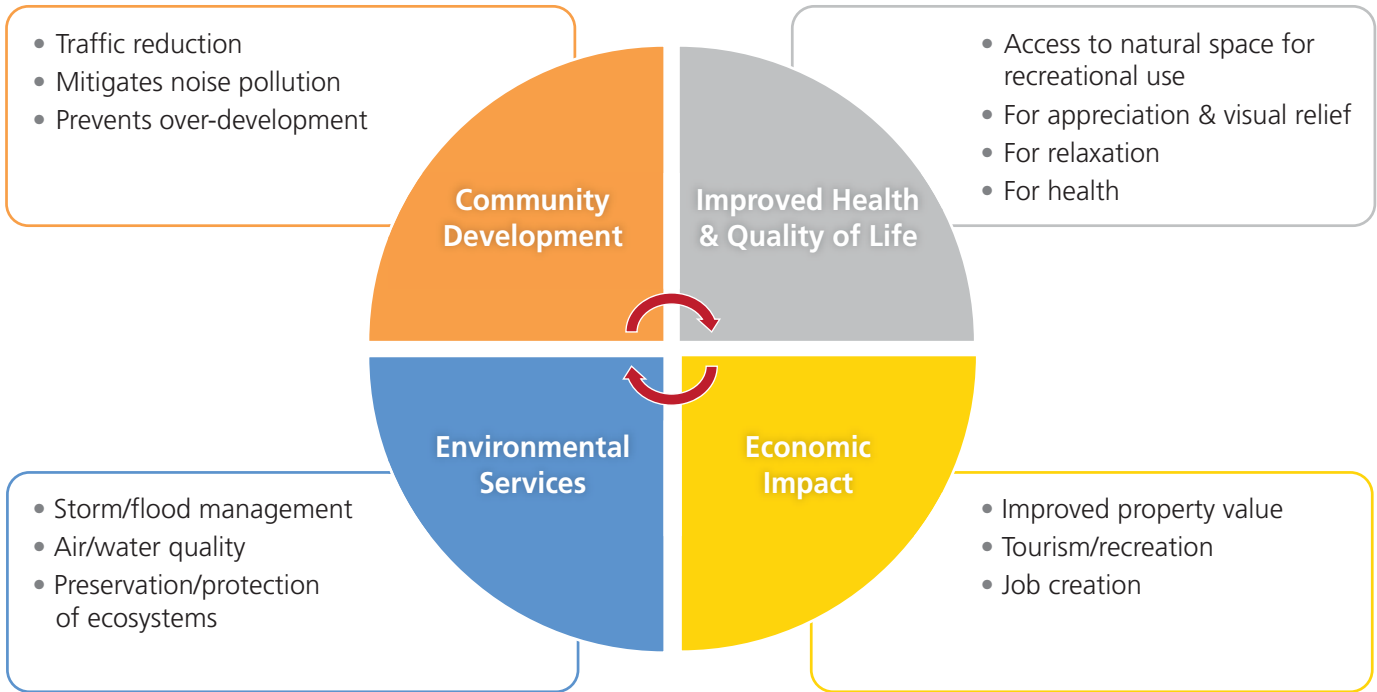 • Traffic reduction
• Mitigates noise pollution
• Prevents over-development
• Access to natural space for
recreational use
• For appreciation & visual relief
• For relaxation
• For health
Community
Development
Improved Health
& Quality of Life
Environmental
Services
Economic
Impact
• Storm/flood management
• Air/water quality
• Preservation/protection
of ecosystems
• Improved property value
• Tourism/recreation
• Job creation